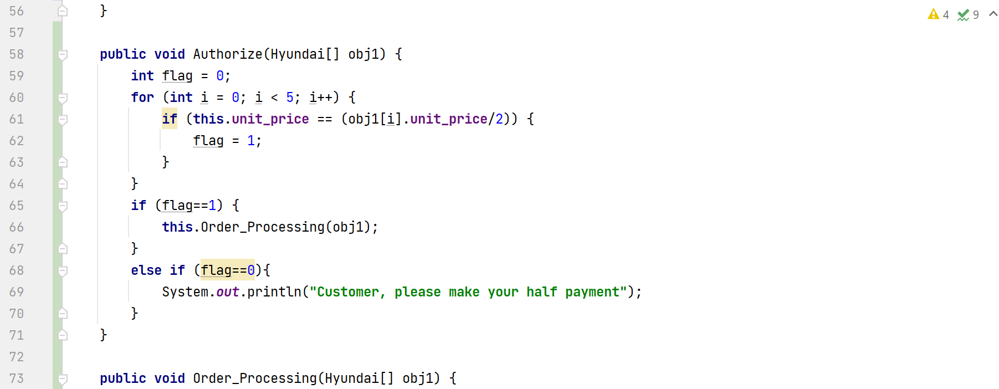 56 }
4 9
57
58 public void Authorize(Hyundai[] obj1) {
59 int flag = 0;
60 for (int i = 0; i < 5; i++) {
61 if (this.unit_price == (obj1[i].unit_price/2)) {
62 flag = 1;
63 }
64 }
65 if (flag==1) {
66 this.Order_Processing(obj1);
67 }
68 else if (flag==0){
69 System.out.println("Customer, please make your half payment");
70 }
71 }
72
73 public void Order_Processing(Hyundai[] obj1) {